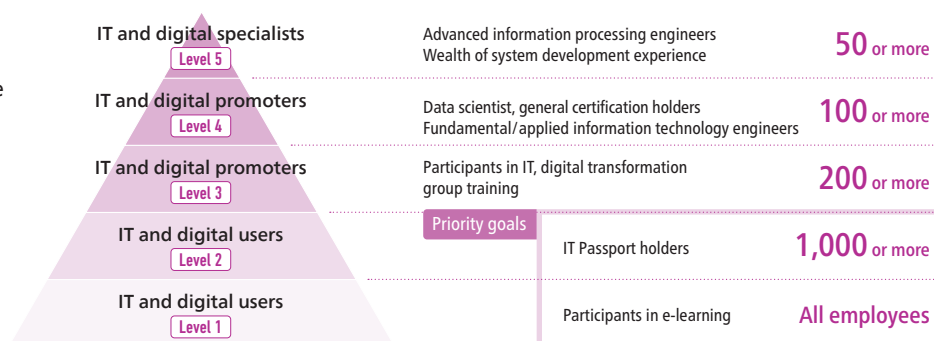 IT and digital specialists
Level 5
Advanced information processing engineers
Wealth of system development experience
50 or more
e
IT and digital promoters
Level 4
Data scientist, general certification holders
Fundamental/applied information technology engineers
100 or more
IT and digital promoters
Level 3
Participants in IT, digital transformation
group training
200 or more
Priority goals
IT and digital users
Level 2
IT Passport holders
1,000 or more
IT and digital users
Level 1
Participants in e-learning
All employees